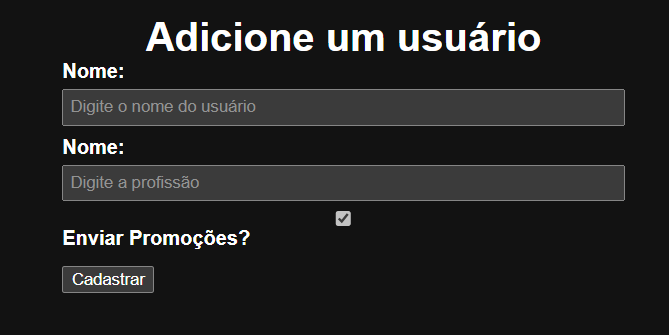 Adicione um usuário
Nome:
Digite o nome do usuário
Nome:
Digite a profissão
Enviar Promoções?
Cadastrar